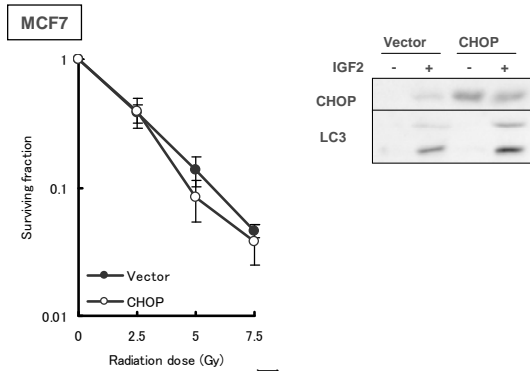 MCF7
Vector CHOP
IGF2 - + - +
CHOP
LC3
1
0.1
0.01
Surviving fraction
Vector
CHOP
0 2.5 5 7.5
Radiation dose (Gy)